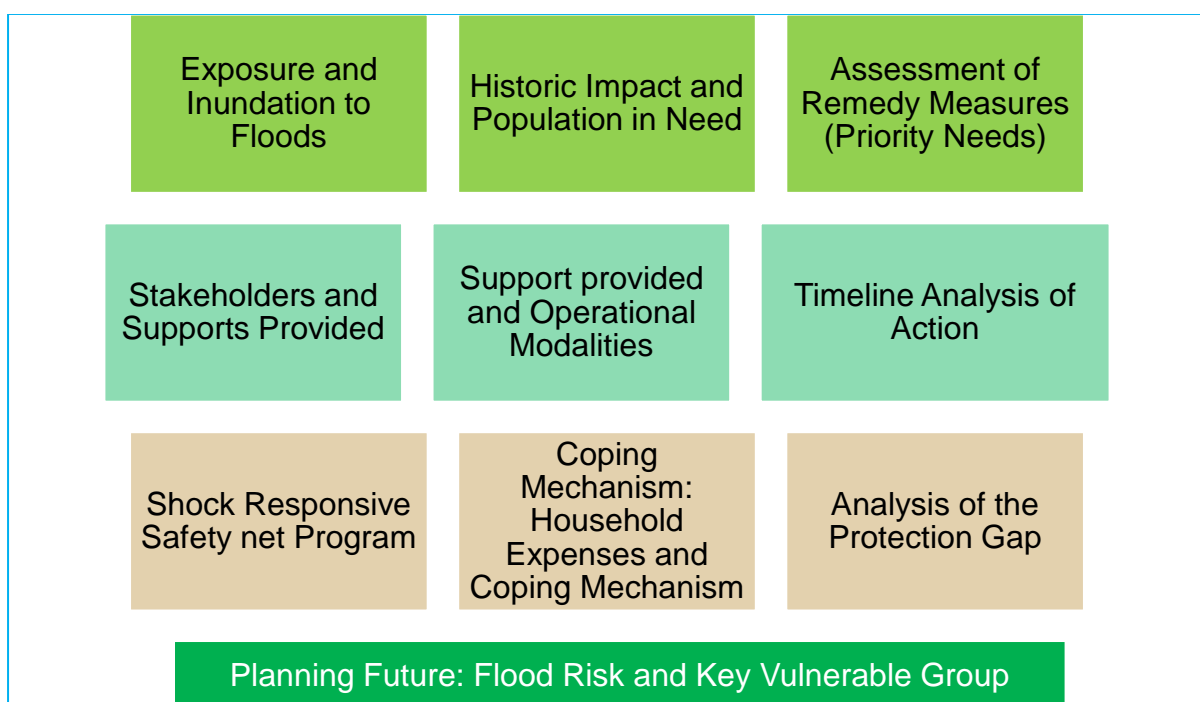 Exposure and
Inundation to
Floods
Historic Impact and
Population in Need
Assessment of
Remedy Measures
(Priority Needs)
Stakeholders and
Supports Provided
Support provided
and Operational
Modalities
Timeline Analysis of
Action
Shock Responsive
Safety net Program
Coping
Mechanism:
Household
Expenses and
Coping Mechanism
Analysis of the
Protection Gap
Planning Future: Flood Risk and Key Vulnerable Group